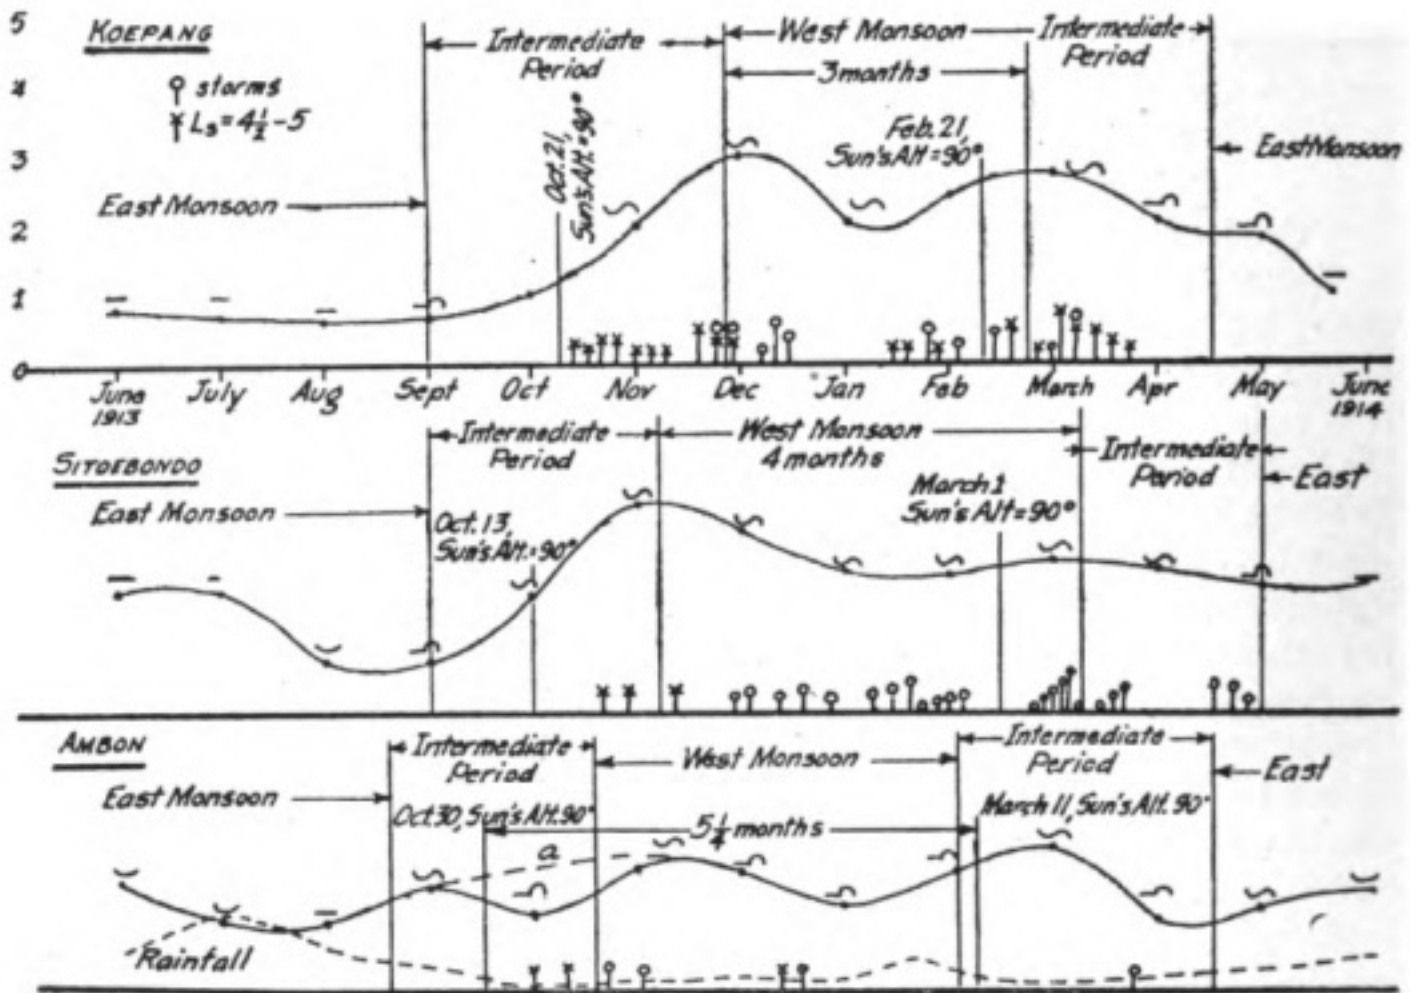 5
KOEPANG
Intermediate
Period
West Monsoon
Intermediate
Period
4
storms
L₃ = 4½ - 5
3 months
Oct. 21,
Sun's Alt. = 90°
Feb. 21,
Sun's Alt = 90°
3
East Monsoon
East Monsoon
2
1
0
June
1913
July
Aug
Sept
Oct
Nov
Dec
Jan
Feb
March
Apr
May
June
1914
SITOEBONDO
Intermediate
Period
West Monsoon
4 months
Intermediate
Period
East
East Monsoon
Oct. 13,
Sun's Alt. = 90°
March 1
Sun's Alt = 90°
AMBON
Intermediate
Period
West Monsoon
Intermediate
Period
East
East Monsoon
Oct 30, Sun's Alt. 90°
5¼ months
March 11, Sun's Alt. 90°
a
Rainfall